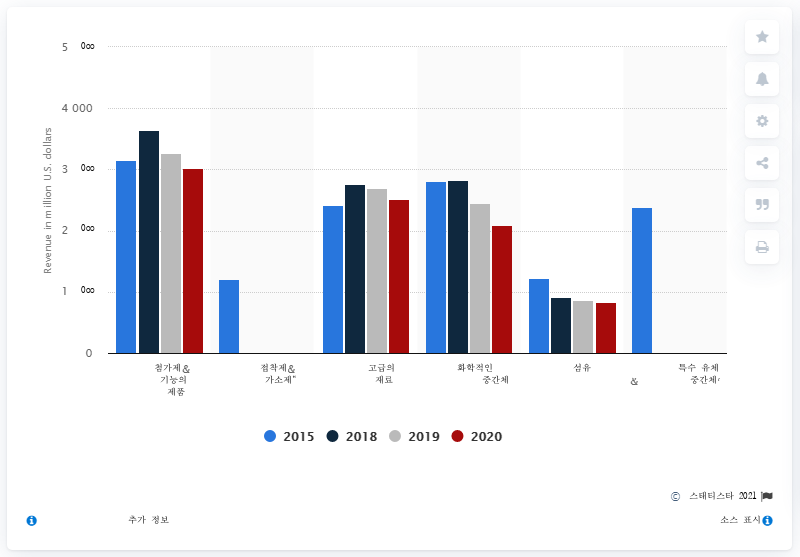 5 000
4 000
3 000
2 000
1 000
0
Revenue in million U.S. dollars
첨가제&
기능의
제품
접착제&
가소제"
고급의
재료
화학적인
중간체
섬유
특수 유체
& 중간체
2015 2018 2019 2020
© 스태티스타 2021
추가 정보
소스 표시